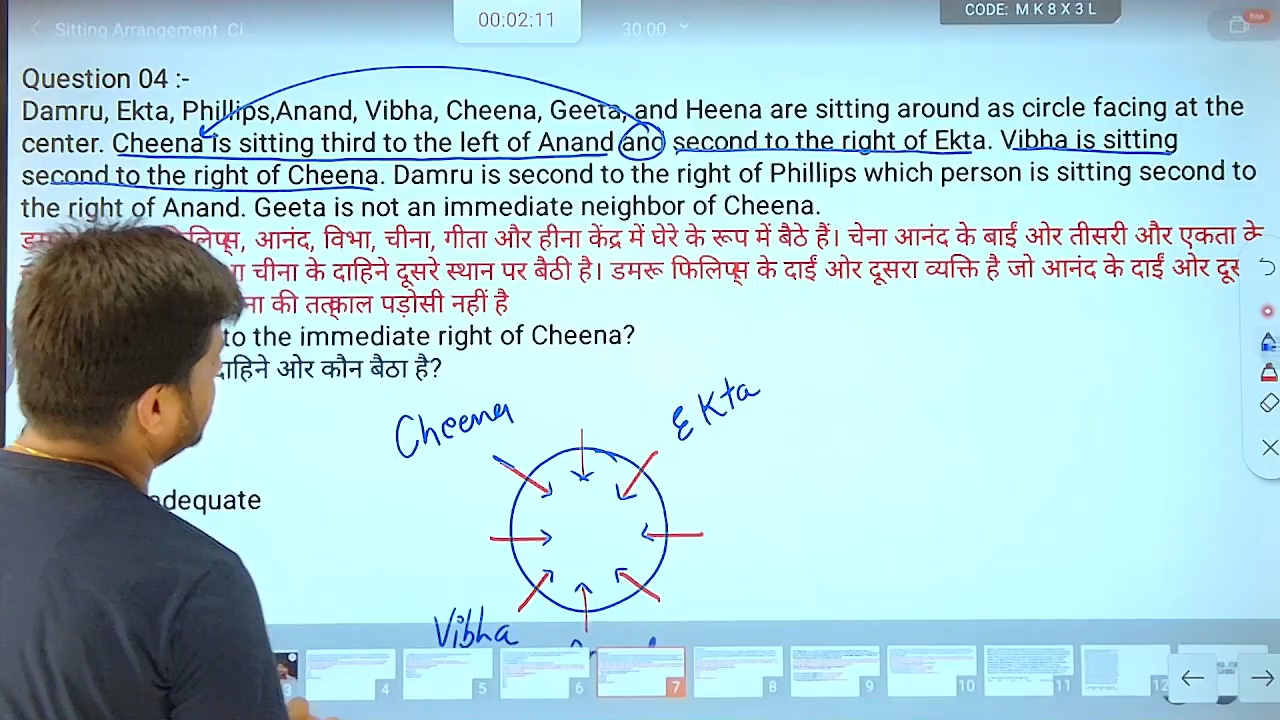 Sitting Arrangement Ci
00:02:11
30:00
CODE: MK8X3L
Question 04 :-
Damru, Ekta, Phillips,Anand, Vibha, Cheena, Geeta, and Heena are sitting around as circle facing at the
center. Cheena is sitting third to the left of Anand and second to the right of Ekta. Vibha is sitting
second to the right of Cheena. Damru is second to the right of Phillips which person is sitting second to
the right of Anand. Geeta is not an immediate neighbor of Cheena.
आनंद, विभा, चीना, गीता और हीना केंद्र में घेरे के रूप में बैठे हैं। चेना आनंद के बाईं ओर तीसरी और एकता के
चीना के दाहिने दूसरे स्थान पर बैठी है। डमरू फिलिप्स के दाईं ओर दूसरा व्यक्ति है जो आनंद के दाईं ओर
की तत्काल पड़ोसी नहीं है
to the immediate right of Cheena?
ओर कौन बैठा है?
Cheena
Ekta
adequate
Vibha
3
4
5
6
7
8
9
10
11
12